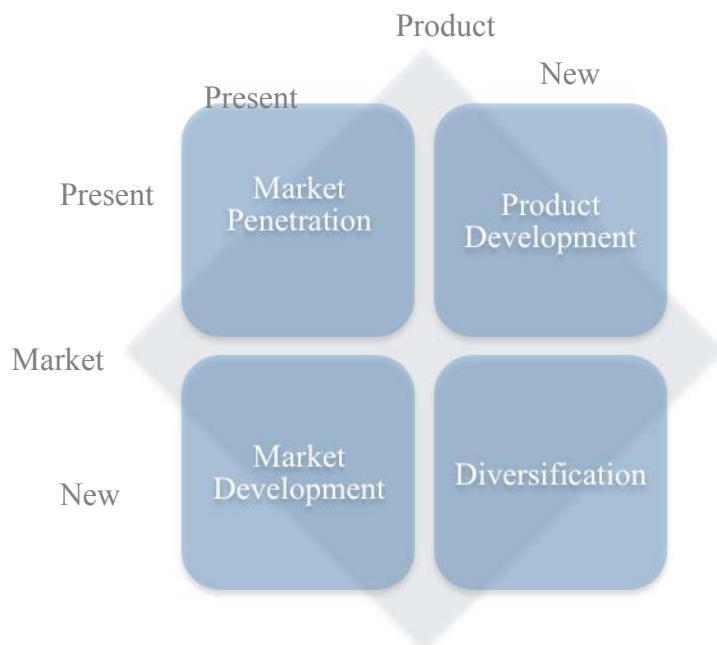 Product
New
Present
Present
Market
Penetration
Product
Development
Market
New
Market
Development
Diversification